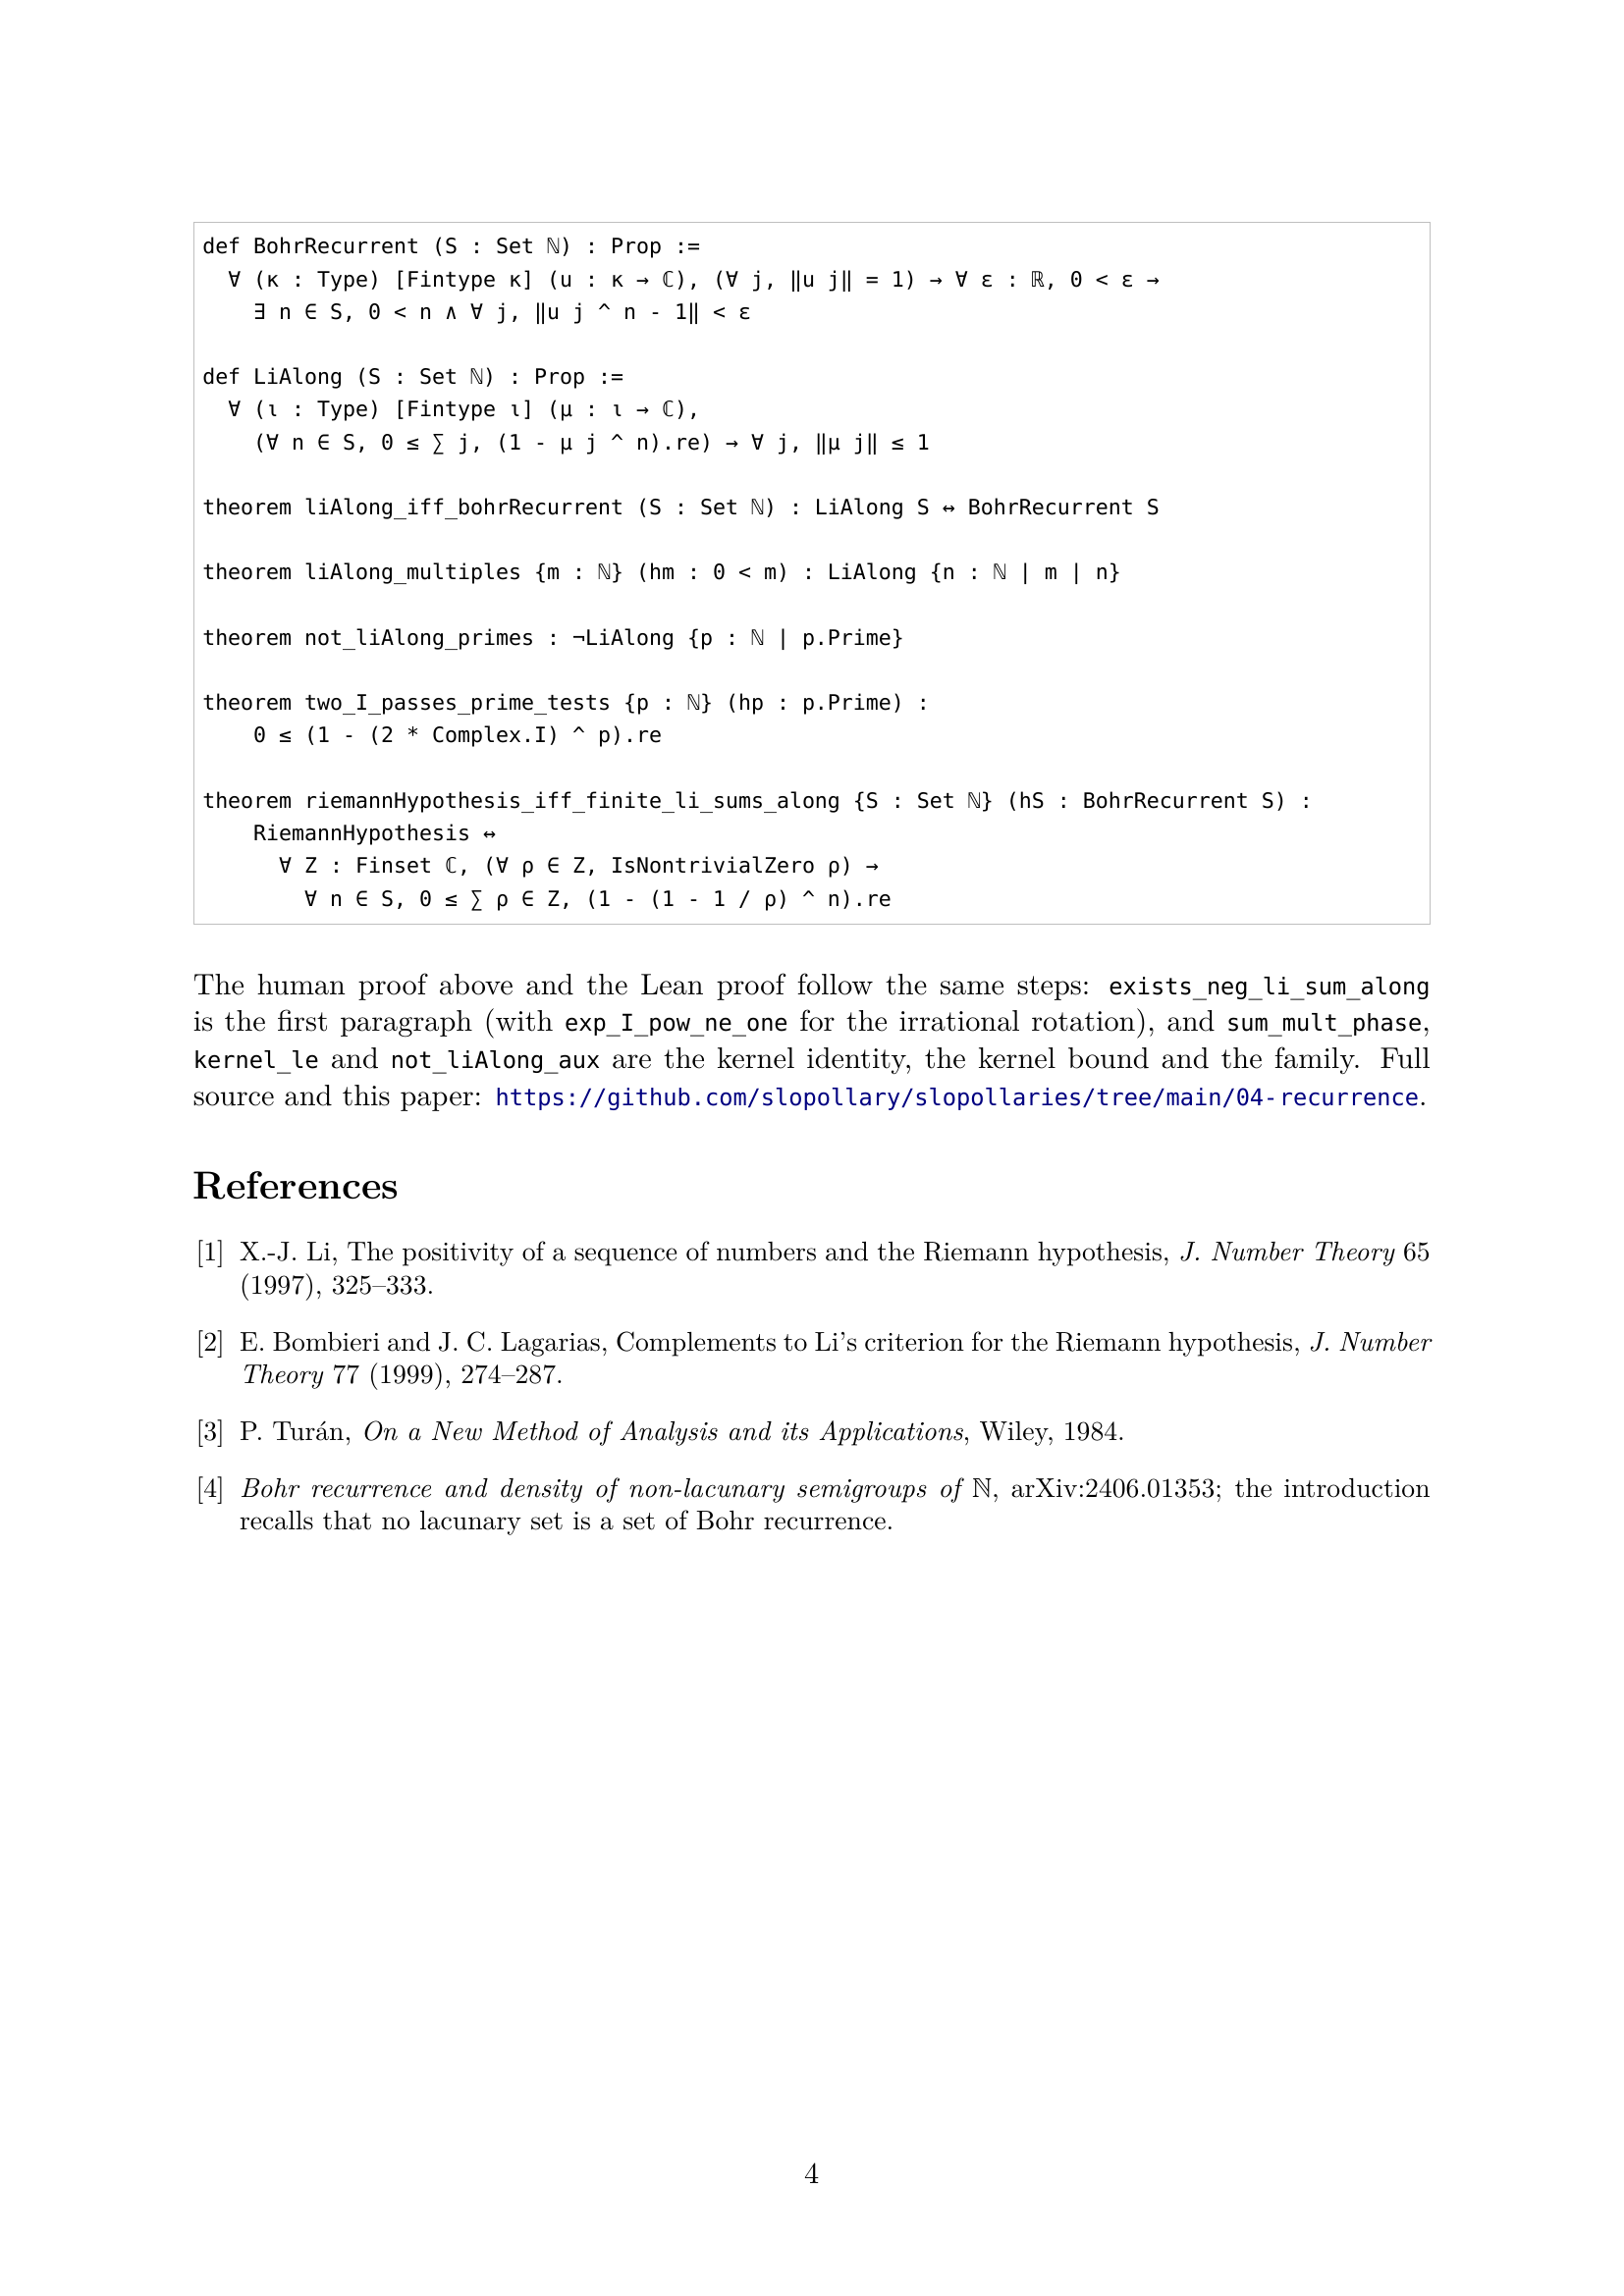 def BohrRecurrent (S : Set ℕ) : Prop :=
  ∀ (κ : Type) [Fintype κ] (u : κ → ℂ), (∀ j, ‖u j‖ = 1) → ∀ ε : ℝ, 0 < ε →
    ∃ n ∈ S, 0 < n ∧ ∀ j, ‖u j ^ n - 1‖ < ε
def LiAlong (S : Set ℕ) : Prop :=
  ∀ (ι : Type) [Fintype ι] (μ : ι → ℂ),
    (∀ n ∈ S, 0 ≤ ∑ j, (1 - μ j ^ n).re) → ∀ j, ‖μ j‖ ≤ 1
theorem liAlong_iff_bohrRecurrent (S : Set ℕ) : LiAlong S ↔ BohrRecurrent S
theorem liAlong_multiples {m : ℕ} (hm : 0 < m) : LiAlong {n : ℕ | m | n}
theorem not_liAlong_primes : ¬LiAlong {p : ℕ | p.Prime}
theorem two_I_passes_prime_tests {p : ℕ} (hp : p.Prime) :
    0 ≤ (1 - (2 * Complex.I) ^ p).re
theorem riemannHypothesis_iff_finite_li_sums_along {S : Set ℕ} (hS : BohrRecurrent S) :
    RiemannHypothesis ↔
      ∀ Z : Finset ℂ, (∀ ρ ∈ Z, IsNontrivialZero ρ) →
        ∀ n ∈ S, 0 ≤ ∑ ρ ∈ Z, (1 - (1 - 1 / ρ) ^ n).re
The human proof above and the Lean proof follow the same steps: exists_neg_li_sum_along
is the first paragraph (with exp_I_pow_ne_one for the irrational rotation), and sum_mult_phase,
kernel_le and not_liAlong_aux are the kernel identity, the kernel bound and the family. Full
source and this paper: https://github.com/slopollary/slopollaries/tree/main/04-recurrence.
References
[1] X.-J. Li, The positivity of a sequence of numbers and the Riemann hypothesis, J. Number Theory 65
(1997), 325–333.
[2] E. Bombieri and J. C. Lagarias, Complements to Li's criterion for the Riemann hypothesis, J. Number
Theory 77 (1999), 274–287.
[3] P. Turán, On a New Method of Analysis and its Applications, Wiley, 1984.
[4] Bohr recurrence and density of non-lacunary semigroups of ℕ, arXiv:2406.01353; the introduction
recalls that no lacunary set is a set of Bohr recurrence.
4